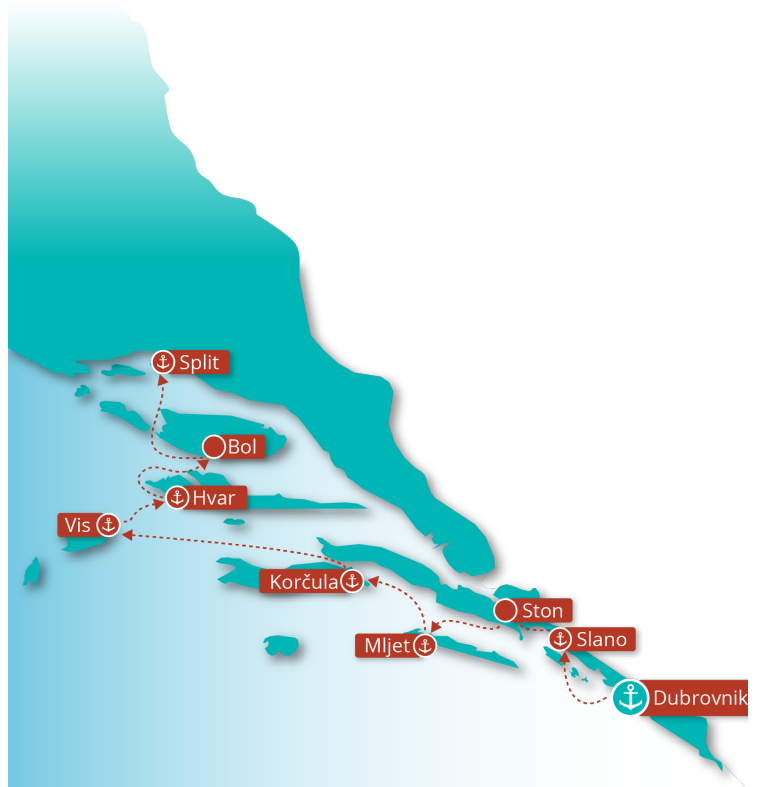 Split
Bol
Hvar
Vis
Korčula
Ston
Slano
Mljet
Dubrovnik